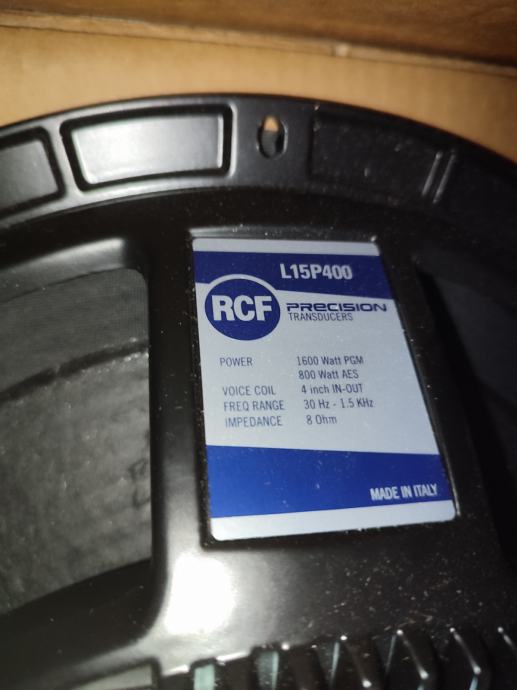 L15P400
RCF PRECISION
TRANSDUCERS
POWER 1600 Watt PGM
800 Watt AES
VOICE COIL 4 inch IN-OUT
FREQ RANGE 30 Hz - 1.5 KHz
IMPEDANCE 8 Ohm
MADE IN ITALY